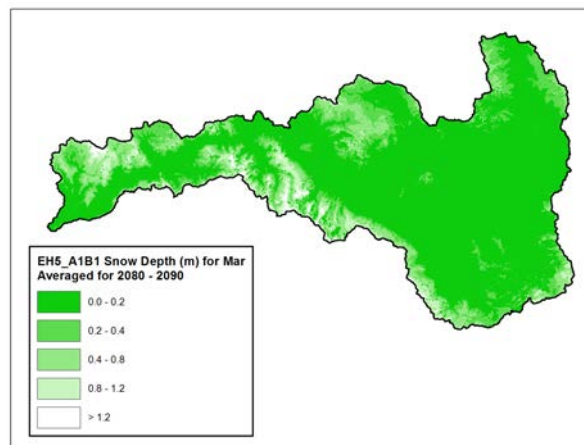 EH5_A1B1 Snow Depth (m) for Mar
Averaged for 2080 - 2090
0.0 - 0.2
0.2 - 0.4
0.4 - 0.8
0.8 - 1.2
> 1.2